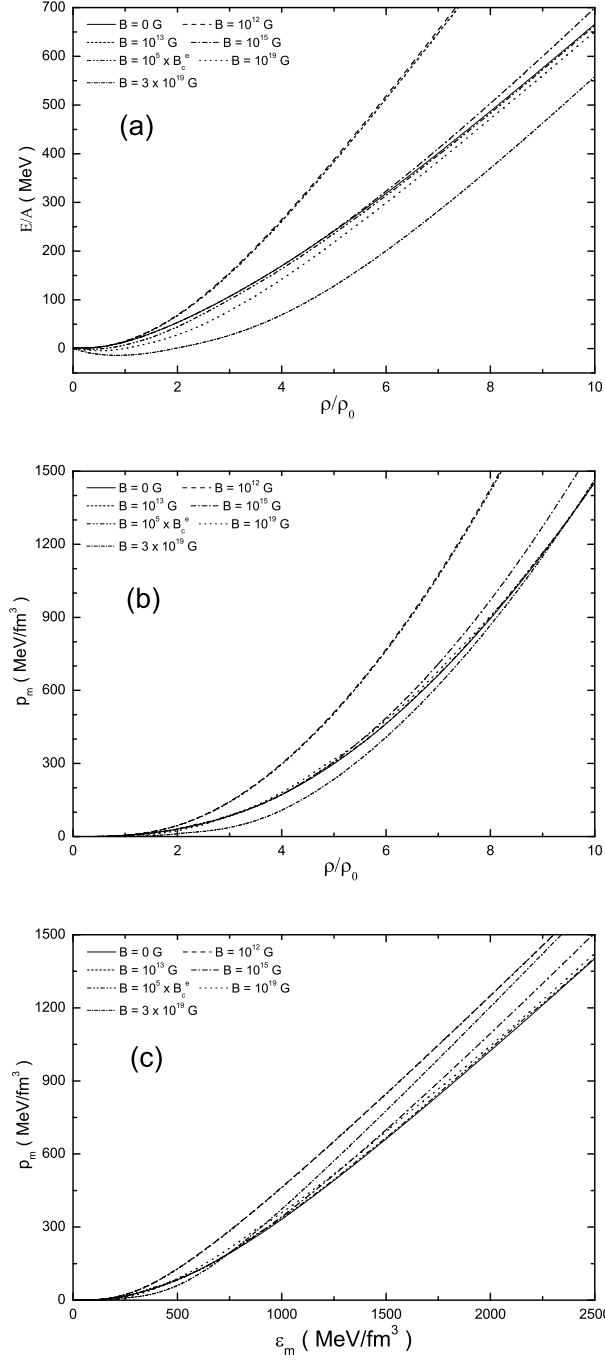 700
600
500
400
300
200
100
0
E/A ( MeV )
B = 0 G B = 10^12 G
B = 10^13 G B = 10^15 G
B = 10^5 x B_c^e B = 10^19 G
B = 3 x 10^19 G
(a)
0 2 4 6 8 10
ρ/ρ_0
1500
1200
900
600
300
0
p_m ( MeV/fm^3 )
B = 0 G B = 10^12 G
B = 10^13 G B = 10^15 G
B = 10^5 x B_c^e B = 10^19 G
B = 3 x 10^19 G
(b)
0 2 4 6 8 10
ρ/ρ_0
1500
1200
900
600
300
0
p_m ( MeV/fm^3 )
B = 0 G B = 10^12 G
B = 10^13 G B = 10^15 G
B = 10^5 x B_c^e B = 10^19 G
B = 3 x 10^19 G
(c)
0 500 1000 1500 2000 2500
ε_m ( MeV/fm^3 )